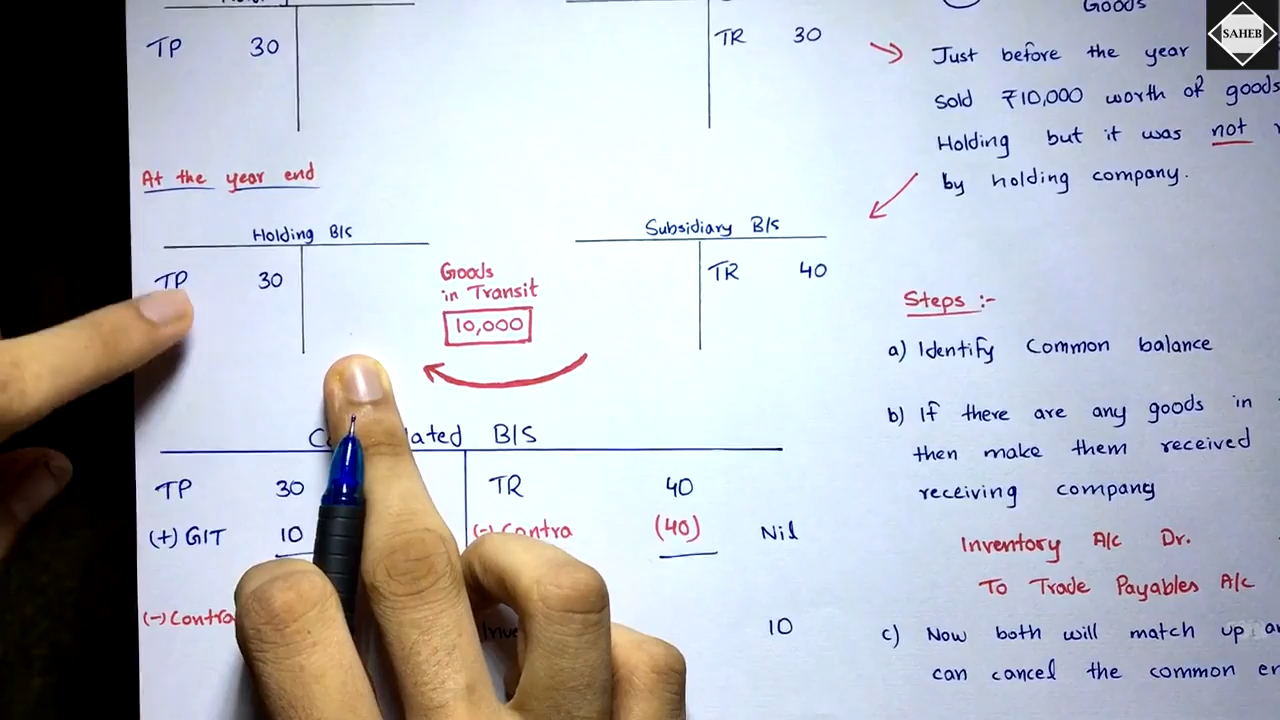 TP 30
TR 30
Goods
SAHEB
Just before the year
sold ₹10,000 worth of goods
Holding but it was not
by holding company.
At the year end
Holding B/S
Subsidiary B/S
TP 30
Goods
in Transit
10,000
TR 40
Steps :-
a) Identify Common balance
b) If there are any goods in
then make them received
receiving company
Inventory A/c Dr.
To Trade Payables A/c
c) Now both will match up
can cancel the common
B/S
TP 30
TR 40
(+) GIT 10
(-) Contra (40) Nil
(-) Contra
10